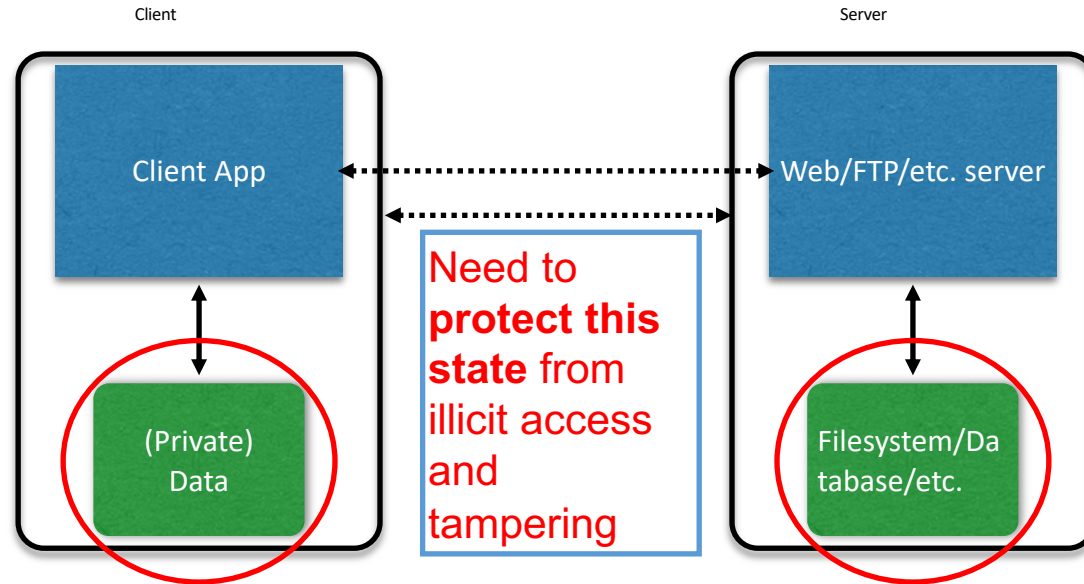 Client
Server
Client App
Web/FTP/etc. server
Need to
protect this
state from
illicit access
and
tampering
(Private)
Data
Filesystem/Da
tabase/etc.